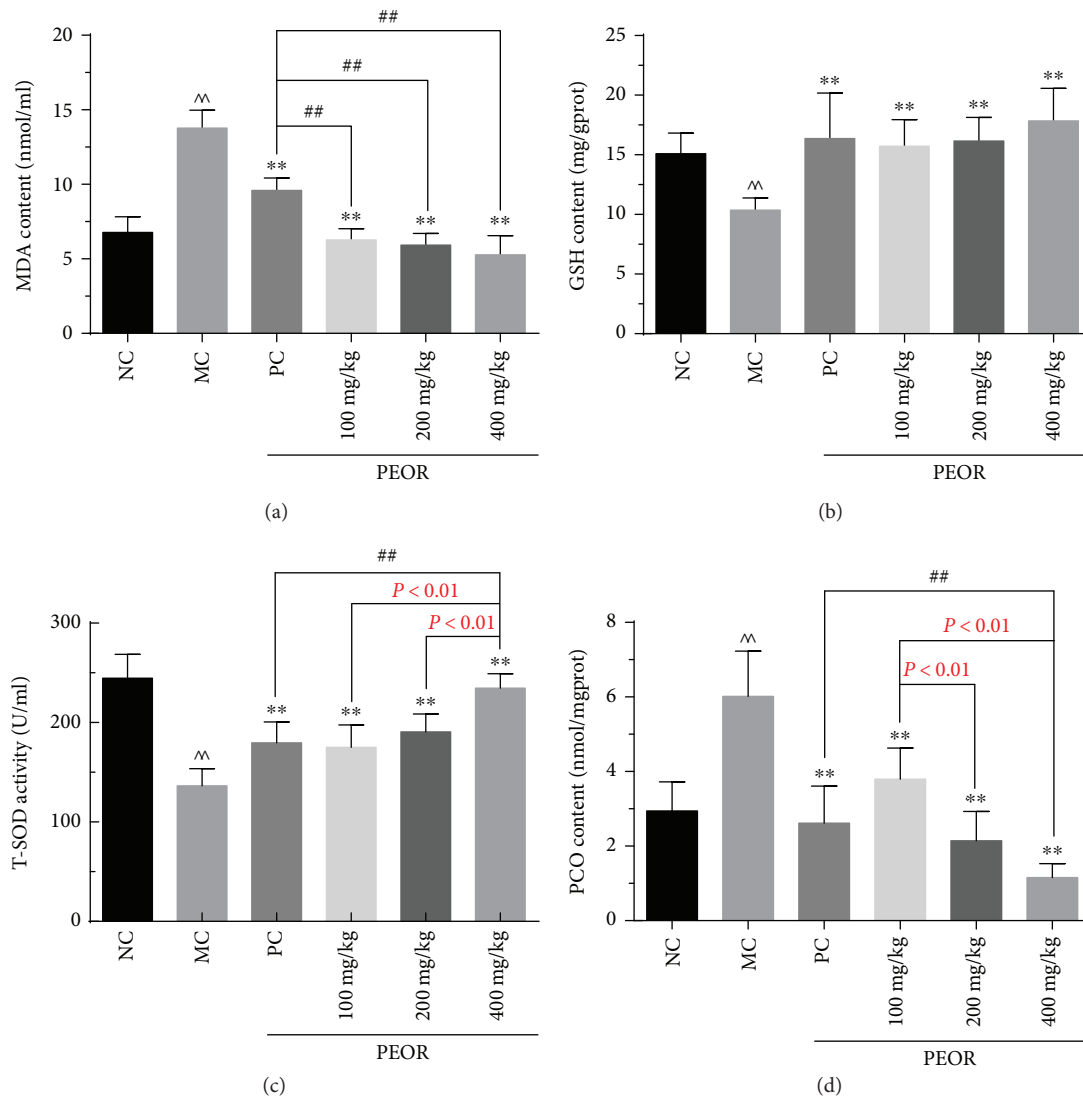 ##
##
##
MDA content (nmol/ml)
20
15
10
5
0
^^
**
**
**
**
NC
MC
PC
100 mg/kg
200 mg/kg
400 mg/kg
PEOR
(a)
GSH content (mg/gprot)
25
20
15
10
5
0
^^
**
**
**
**
NC
MC
PC
100 mg/kg
200 mg/kg
400 mg/kg
PEOR
(b)
##
P < 0.01
P < 0.01
T-SOD activity (U/ml)
300
200
100
0
^^
**
**
**
**
NC
MC
PC
100 mg/kg
200 mg/kg
400 mg/kg
PEOR
(c)
##
P < 0.01
P < 0.01
PCO content (nmol/mgprot)
8
6
4
2
0
^^
**
**
**
**
NC
MC
PC
100 mg/kg
200 mg/kg
400 mg/kg
PEOR
(d)